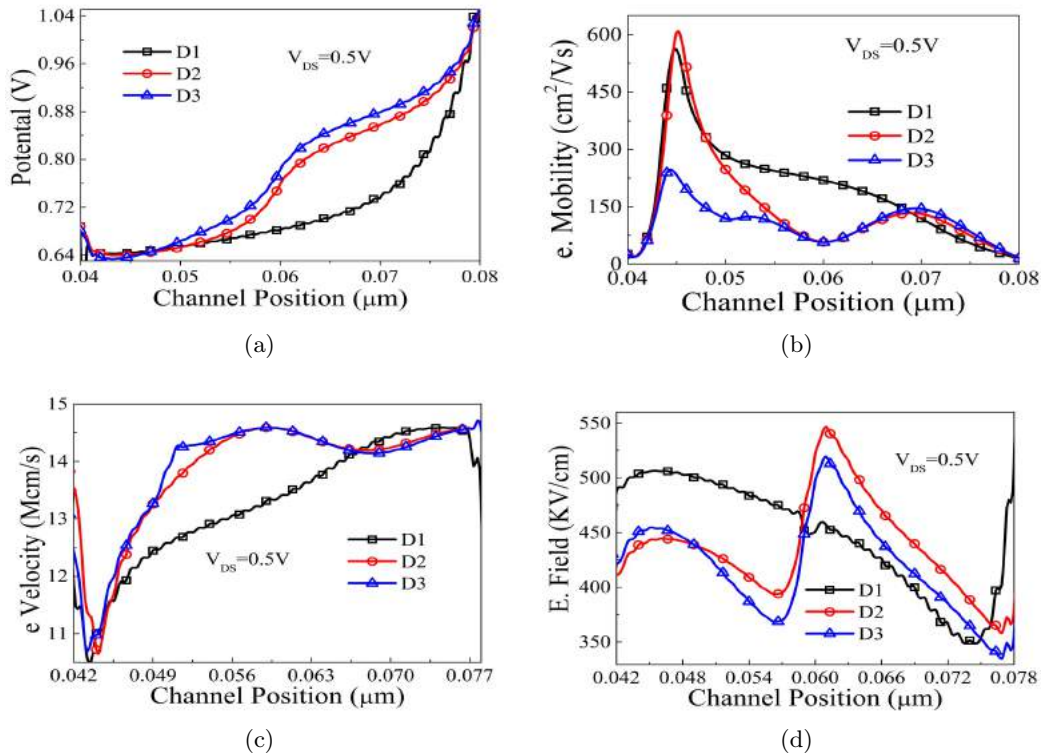 1.04
0.96
0.88
0.80
0.72
0.64
Potental (V)
D1
D2
D3
V_DS=0.5V
0.04 0.05 0.06 0.07 0.08
Channel Position (μm)
(a)
600
450
300
150
0
e. Mobility (cm²/Vs)
V_DS=0.5V
D1
D2
D3
0.04 0.05 0.06 0.07 0.08
Channel Position (μm)
(b)
15
14
13
12
11
e Velocity (Mcm/s)
V_DS=0.5V
D1
D2
D3
0.042 0.049 0.056 0.063 0.070 0.077
Channel Position (μm)
(c)
550
500
450
400
350
E. Field (KV/cm)
V_DS=0.5V
D1
D2
D3
0.042 0.048 0.054 0.060 0.066 0.072 0.078
Channel Position (μm)
(d)